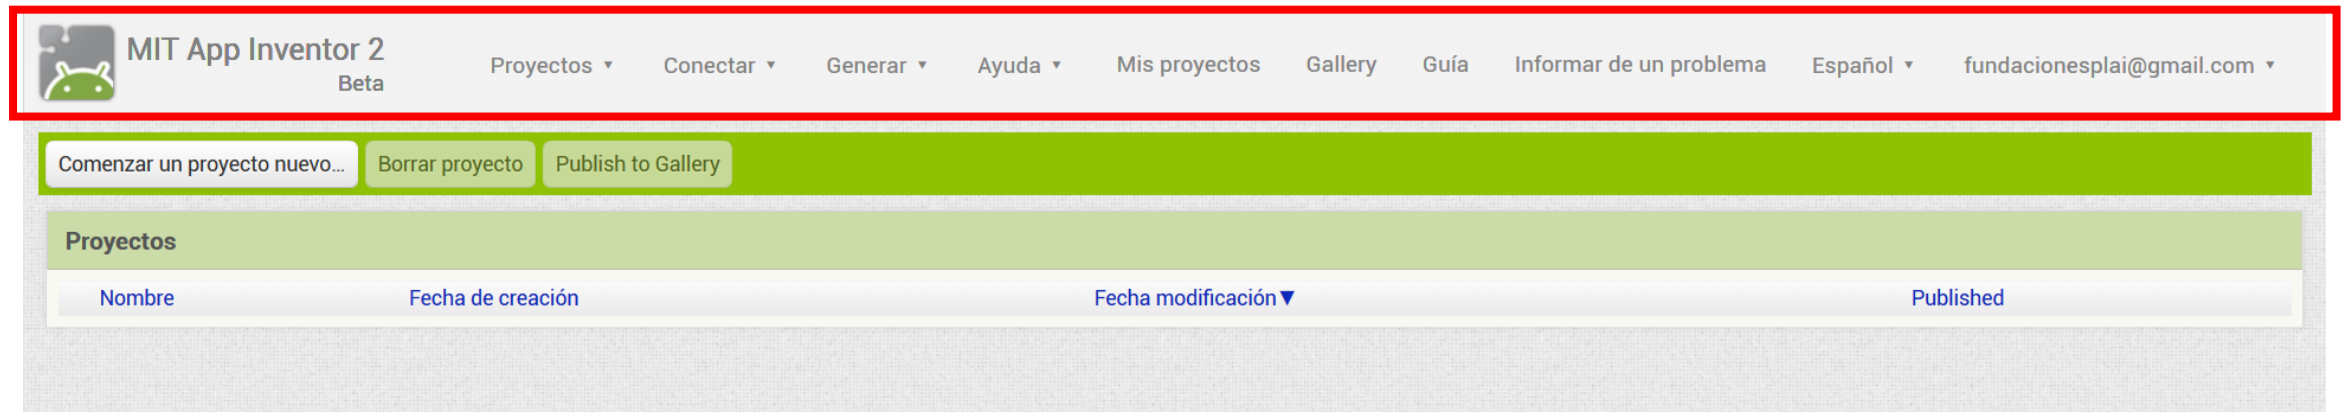 MIT App Inventor 2
Beta
Proyectos ▾ Conectar ▾ Generar ▾ Ayuda ▾ Mis proyectos Gallery Guía Informar de un problema Español ▾ fundacionesplai@gmail.com ▾
Comenzar un proyecto nuevo... Borrar proyecto Publish to Gallery
Proyectos
Nombre Fecha de creación Fecha modificación▼ Published